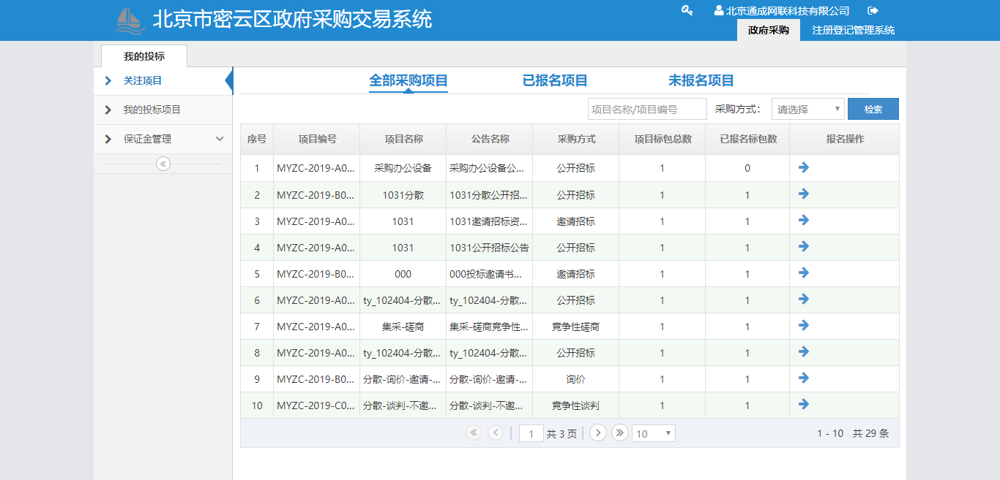 北京市密云区政府采购交易系统
北京通成网联科技有限公司
政府采购 注册登记管理系统
我的投标
关注项目
我的投标项目
保证金管理
全部采购项目 已报名项目 未报名项目
项目名称/项目编号 采购方式： 请选择 检索
序号 项目编号 项目名称 公告名称 采购方式 项目标包总数 已报名标包数 报名操作
1 MYZC-2019-A0... 采购办公设备 采购办公设备公... 公开招标 1 0
2 MYZC-2019-B0... 1031分散 1031分散公开招... 公开招标 1 1
3 MYZC-2019-A0... 1031 1031邀请招标资... 邀请招标 1 1
4 MYZC-2019-A0... 1031 1031公开招标公告 公开招标 1 1
5 MYZC-2019-B0... 000 000投标邀请书... 邀请招标 1 1
6 MYZC-2019-A0... ty_102404-分散... ty_102404-分散... 公开招标 1 1
7 MYZC-2019-A0... 集采-磋商 集采-磋商竞争性... 竞争性磋商 1 1
8 MYZC-2019-A0... ty_102404-分散... ty_102404-分散... 公开招标 1 1
9 MYZC-2019-B0... 分散-询价-邀请-... 分散-询价-邀请-... 询价 1 1
10 MYZC-2019-C0... 分散-谈判-不邀... 分散-谈判-不邀... 竞争性谈判 1 1
1 共 3 页 10 1 - 10 共 29 条